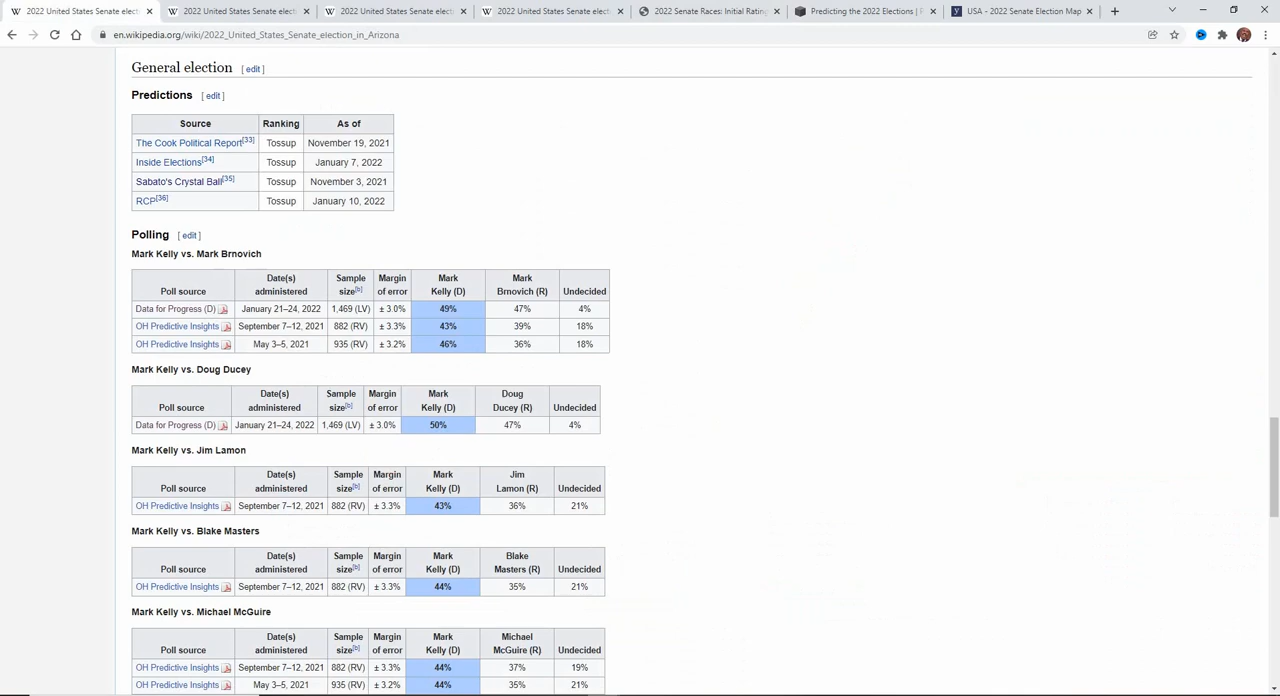 2022 United States Senate elect
2022 United States Senate elect
2022 United States Senate elect
2022 United States Senate elect
2022 Senate Races: Initial Rating
Predicting the 2022 Elections | F
USA - 2022 Senate Election Map
en.wikipedia.org/wiki/2022_United_States_Senate_election_in_Arizona
General election [ edit ]
Predictions [ edit ]
Source Ranking As of
The Cook Political Report[33] Tossup November 19, 2021
Inside Elections[34] Tossup January 7, 2022
Sabato's Crystal Ball[35] Tossup November 3, 2021
RCP[36] Tossup January 10, 2022
Polling [ edit ]
Mark Kelly vs. Mark Brnovich
Poll source Date(s) administered Sample size[b] Margin of error Mark Kelly (D) Mark Brnovich (R) Undecided
Data for Progress (D) January 21–24, 2022 1,469 (LV) ± 3.0% 49% 47% 4%
OH Predictive Insights September 7–12, 2021 882 (RV) ± 3.3% 43% 39% 18%
OH Predictive Insights May 3–5, 2021 935 (RV) ± 3.2% 46% 36% 18%
Mark Kelly vs. Doug Ducey
Poll source Date(s) administered Sample size[b] Margin of error Mark Kelly (D) Doug Ducey (R) Undecided
Data for Progress (D) January 21–24, 2022 1,469 (LV) ± 3.0% 50% 47% 4%
Mark Kelly vs. Jim Lamon
Poll source Date(s) administered Sample size[b] Margin of error Mark Kelly (D) Jim Lamon (R) Undecided
OH Predictive Insights September 7–12, 2021 882 (RV) ± 3.3% 43% 36% 21%
Mark Kelly vs. Blake Masters
Poll source Date(s) administered Sample size[b] Margin of error Mark Kelly (D) Blake Masters (R) Undecided
OH Predictive Insights September 7–12, 2021 882 (RV) ± 3.3% 44% 35% 21%
Mark Kelly vs. Michael McGuire
Poll source Date(s) administered Sample size[b] Margin of error Mark Kelly (D) Michael McGuire (R) Undecided
OH Predictive Insights September 7–12, 2021 882 (RV) ± 3.3% 44% 37% 19%
OH Predictive Insights May 3–5, 2021 935 (RV) ± 3.2% 44% 35% 21%